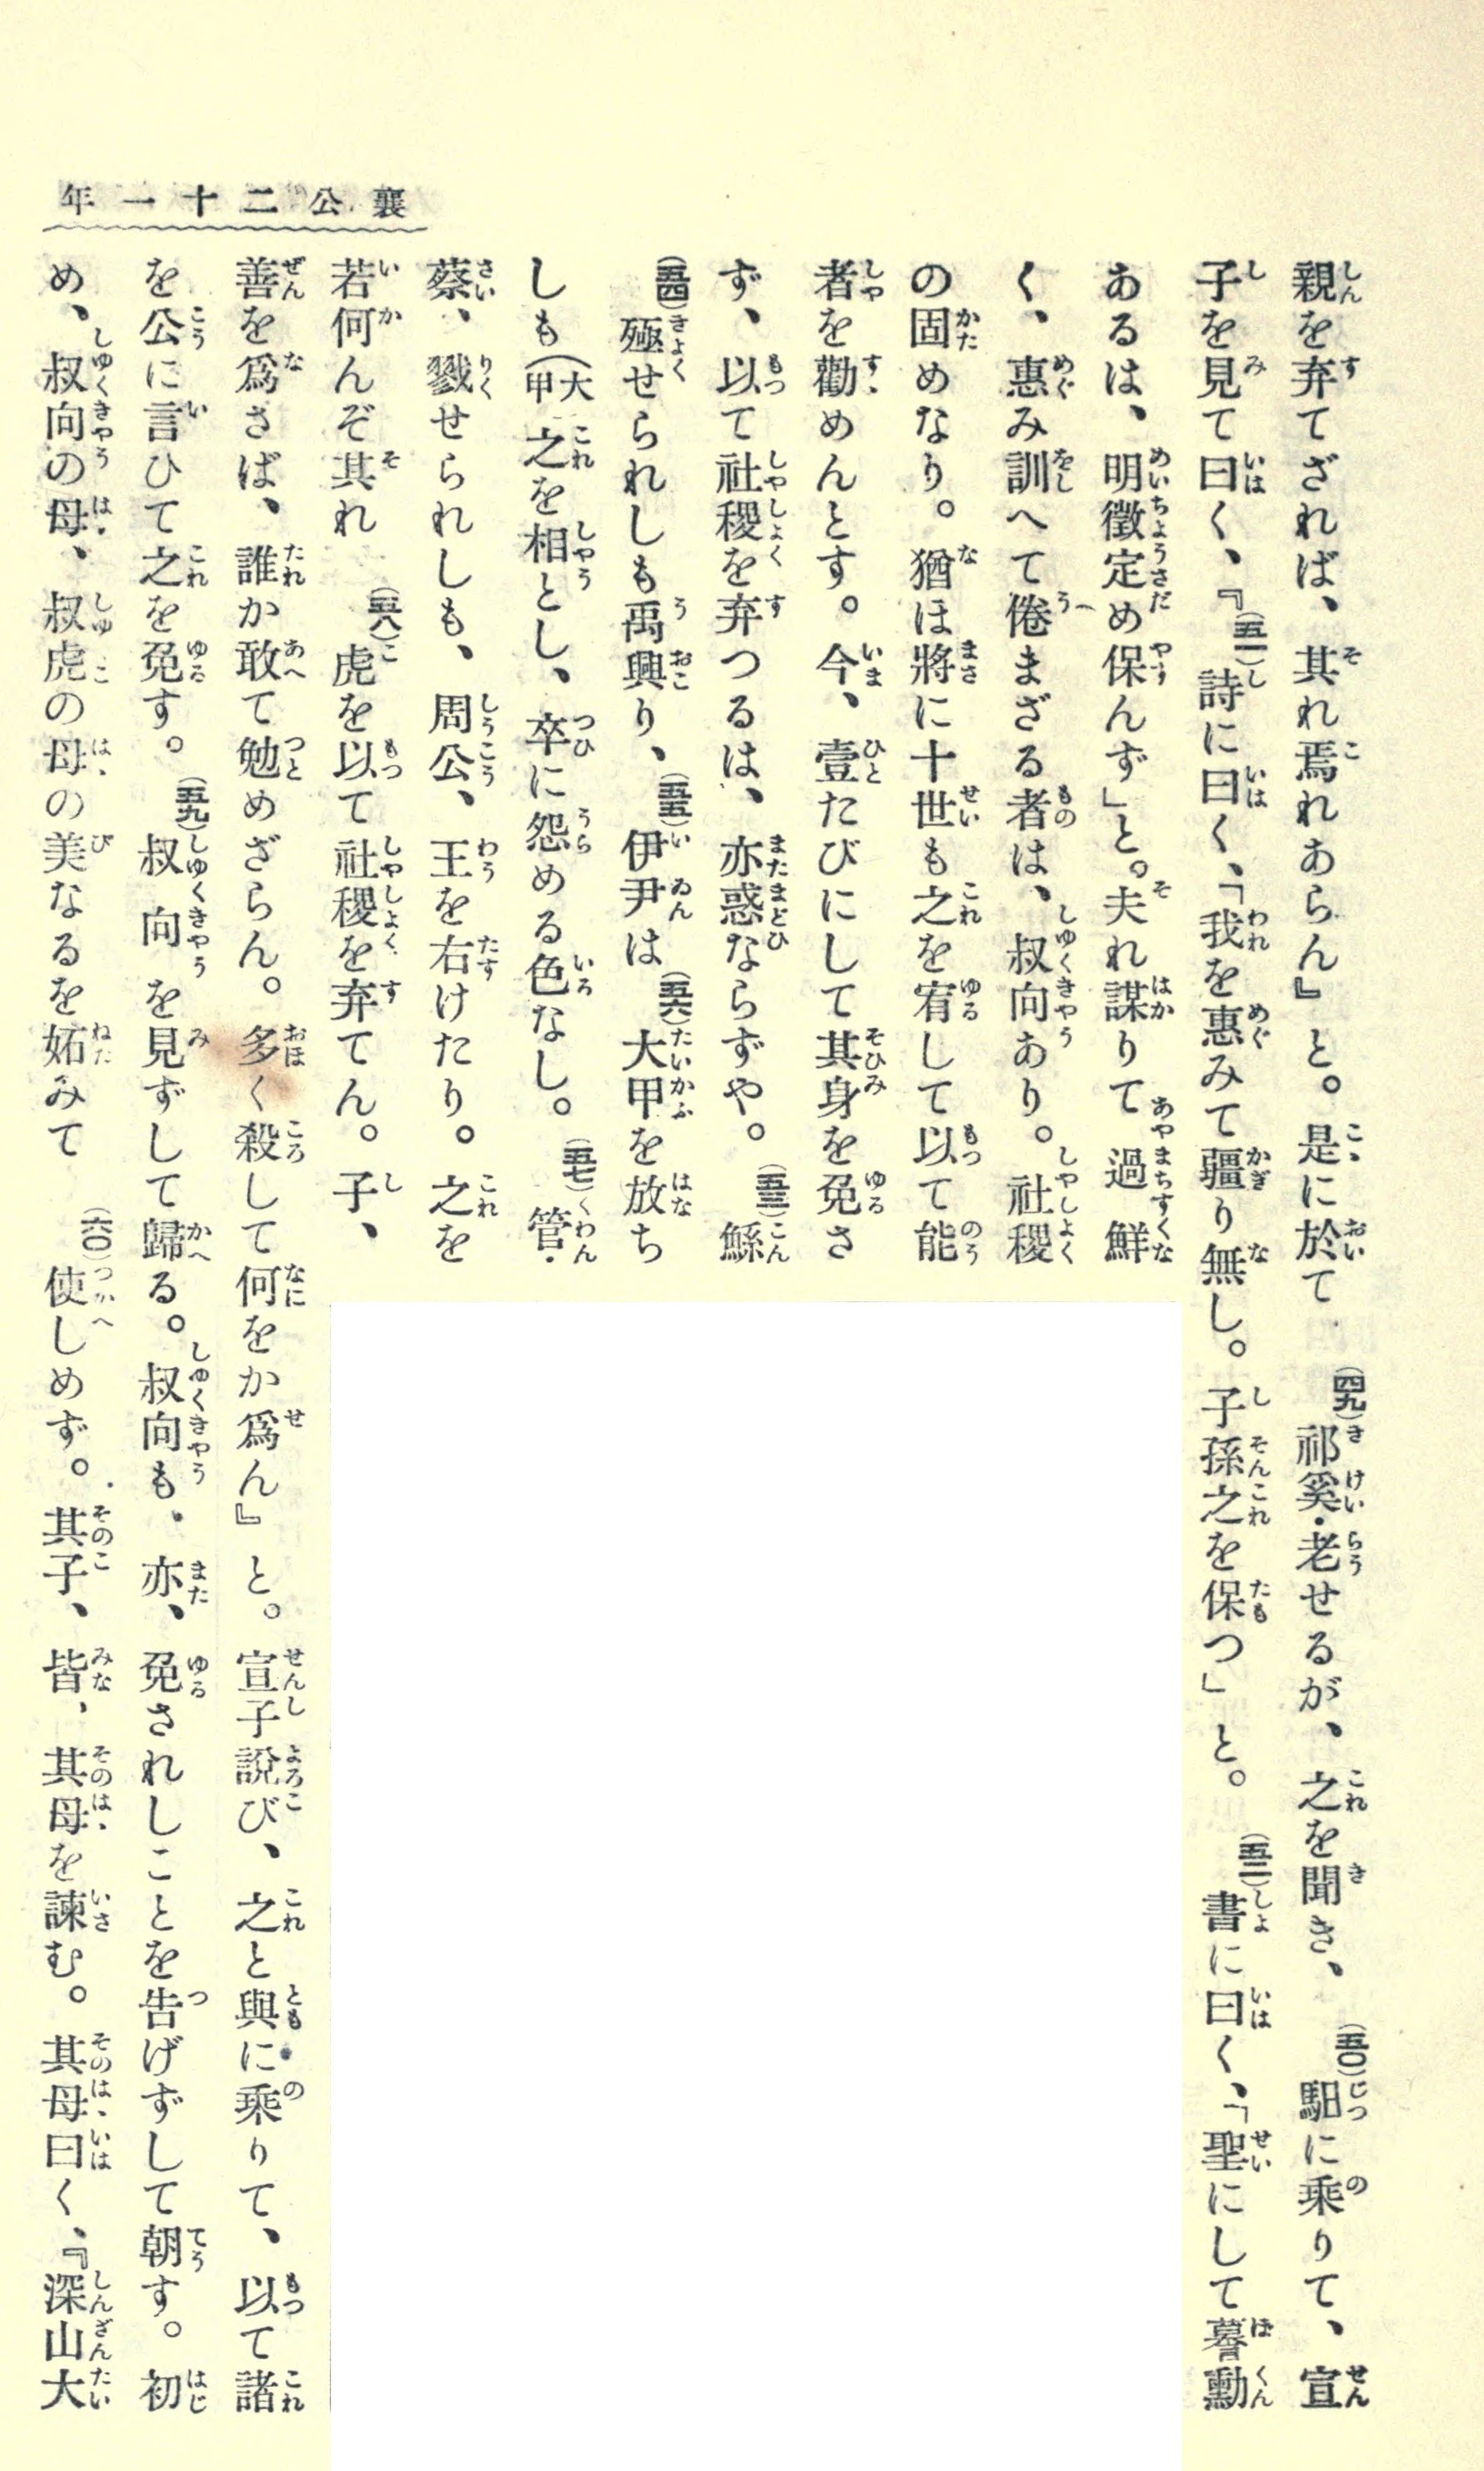 襄公二十一年
親を弃てざれば、其れ焉れあらん』と。是に於て(四九)祁奚・老せるが、之を聞き、(五〇)馹に乘りて、宣
子を見て曰く、『(五一)詩に曰く、「我を惠みて疆り無し。子孫之を保つ」と。(五二)書に曰く、「聖にして謩勳
あるは、明徵定め保んず」と。夫れ謀りて過鮮
く、惠み訓へて倦まざる者は、叔向あり。社稷
の固めなり。猶ほ將に十世も之を宥して以て能
者を勸めんとす。今、壹たびにして其身を免さ
ず、以て社稷を弃つるは、亦惑ならずや。(五三)鯀
(五四)殛せられしも禹興り、(五五)伊尹は(五六)大甲を放ち
しも(大甲之を相とし、卒に怨める色なし。(五七)管・
蔡、戮せられしも、周公、王を右けたり。之を
若何んぞ其れ(五八)虎を以て社稷を弃てん。子、
善を爲さば、誰か敢て勉めざらん。多く殺して何をか爲ん』と。宣子說び、之と與に乘りて、以て諸
を公に言ひて之を免す。(五九)叔向を見ずして歸る。叔向も・亦、免されしことを吿げずして朝す。初
め、叔向の母、叔虎の母の美なるを妬みて(六〇)使しめず。其子、皆、其母を諫む。其母曰く、『深山大